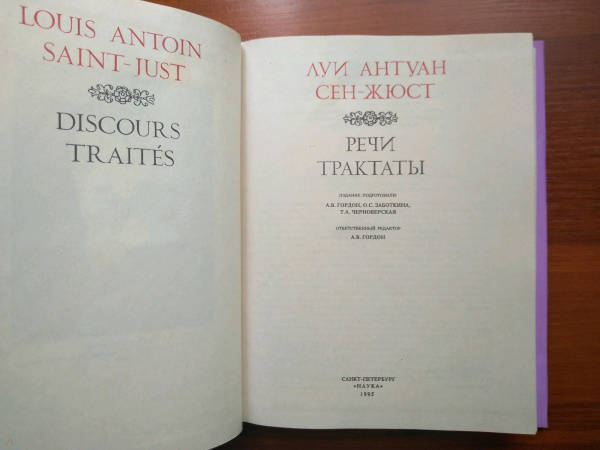 LOUIS ANTOIN
SAINT-JUST
DISCOURS
TRAITÉS
ЛУИ АНТУАН
СЕН-ЖЮСТ
РЕЧИ
ТРАКТАТЫ
ИЗДАНИЕ ПОДГОТОВИЛИ
А.В. ГОРДОН, О.С. ЗАБОТКИНА,
Т.А. ЧЕРНОВЕРСКАЯ
ОТВЕТСТВЕННЫЙ РЕДАКТОР
А.В. ГОРДОН
САНКТ-ПЕТЕРБУРГ
«НАУКА»
1995